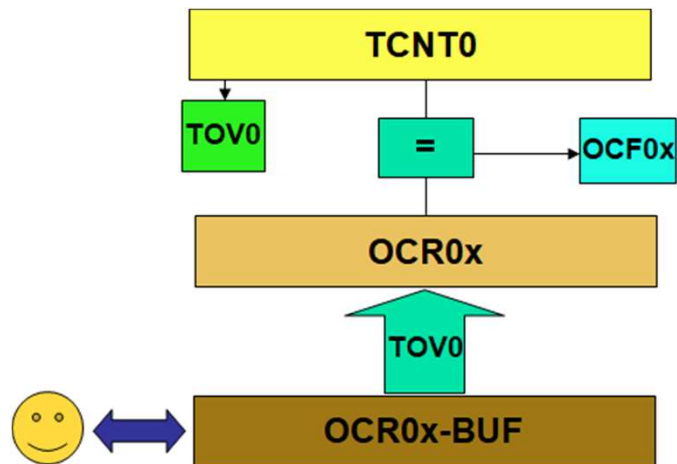 TCNT0
TOV0
=
OCF0x
OCR0x
TOV0
OCR0x-BUF